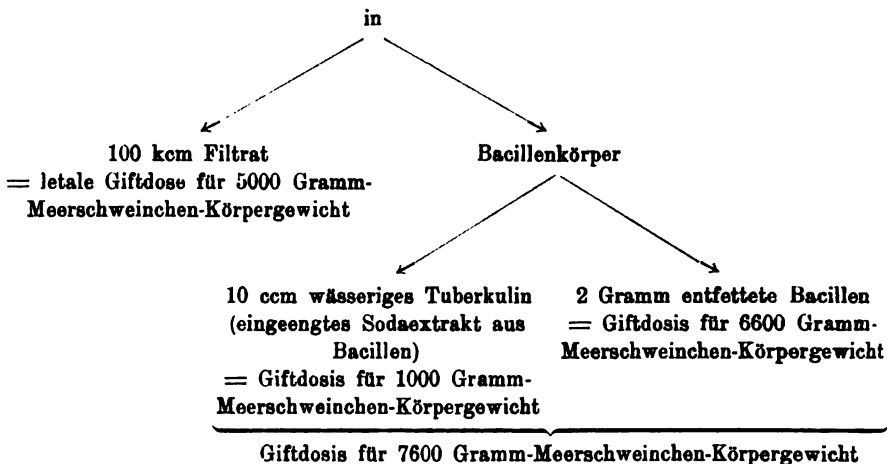 in
100 kcm Filtrat
= letale Giftdose für 5000 Gramm-
Meerschweinchen-Körpergewicht
Bacillenkörper
10 ccm wässeriges Tuberkulin
(eingeengtes Sodaextrakt aus
Bacillen)
= Giftdosis für 1000 Gramm-
Meerschweinchen-Körpergewicht
2 Gramm entfettete Bacillen
= Giftdosis für 6600 Gramm-
Meerschweinchen-Körpergewicht
Giftdosis für 7600 Gramm-Meerschweinchen-Körpergewicht